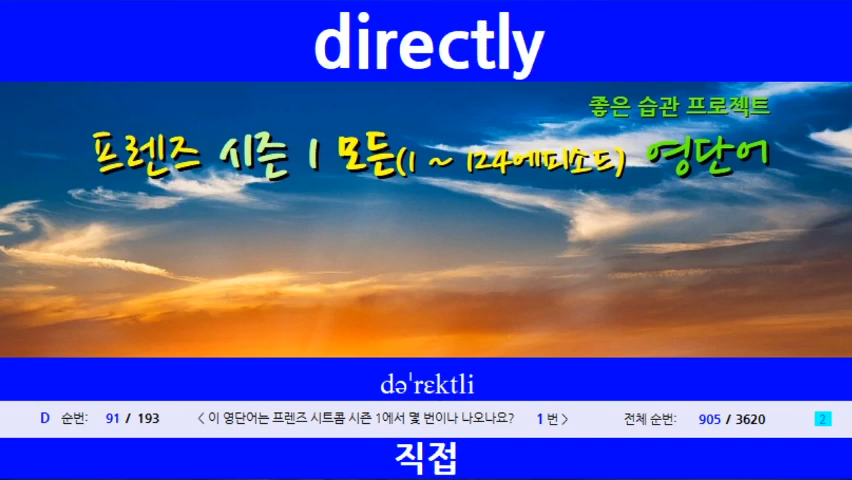 directly
좋은 습관 프로젝트
프렌즈 시즌 1 모든(1 ~ 124에피소드) 영단어
dəˈrɛktli
D 순번: 91 / 193 < 이 영단어는 프렌즈 시트콤 시즌 1에서 몇 번이나 나오나요? 1 번 > 전체 순번: 905 / 3620 2
직접